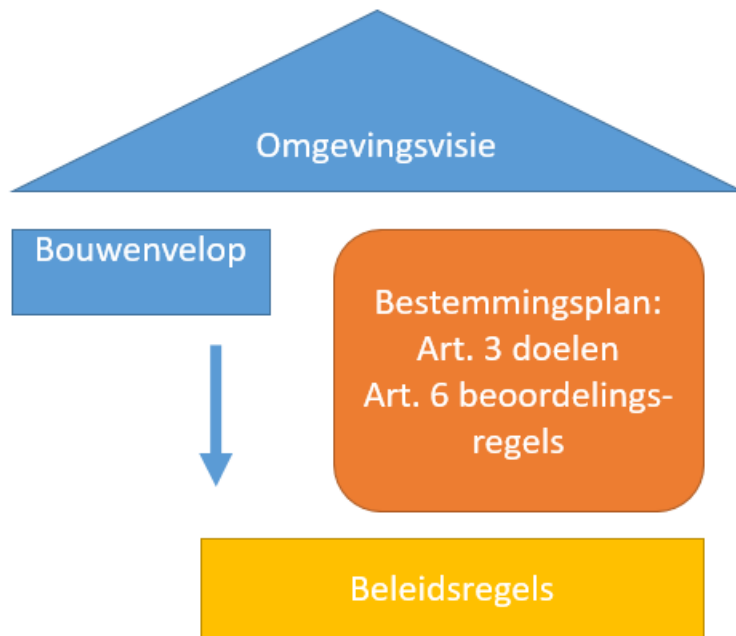 Omgevingsvisie
Bouwenvelop
Bestemmingsplan:
Art. 3 doelen
Art. 6 beoordelings-
regels
Beleidsregels